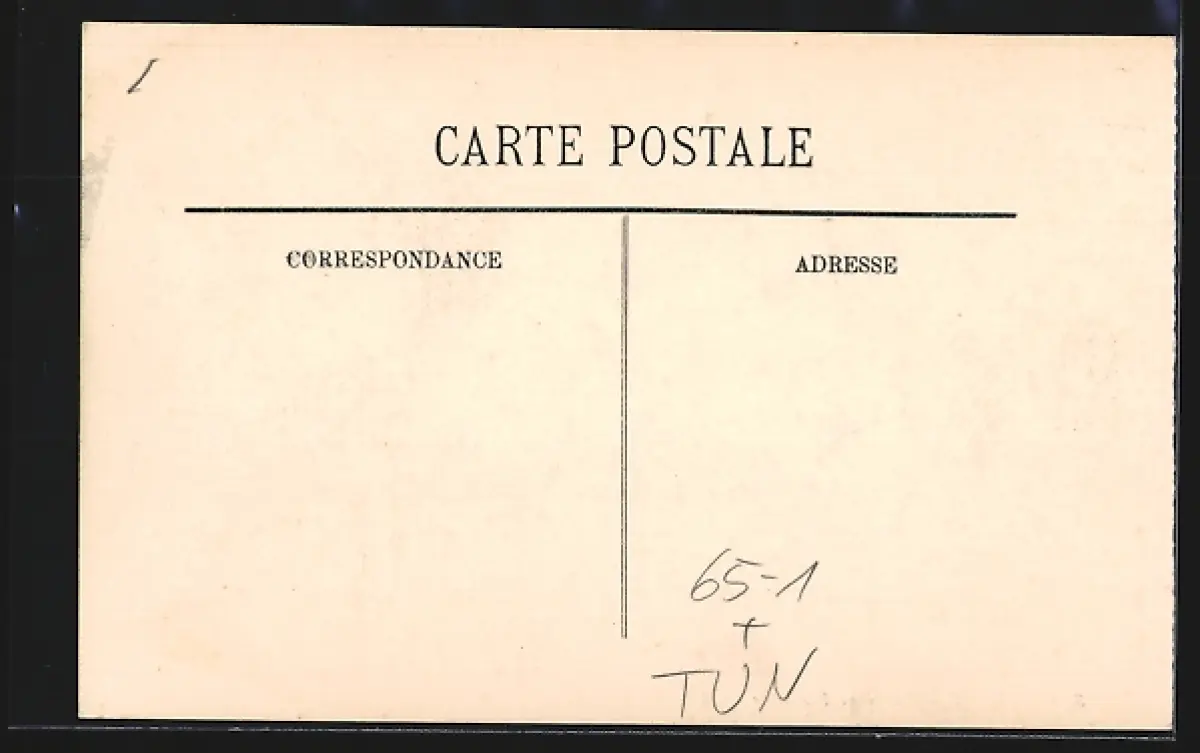 CARTE POSTALE
CORRESPONDANCE
ADRESSE
65-1
+
TUN